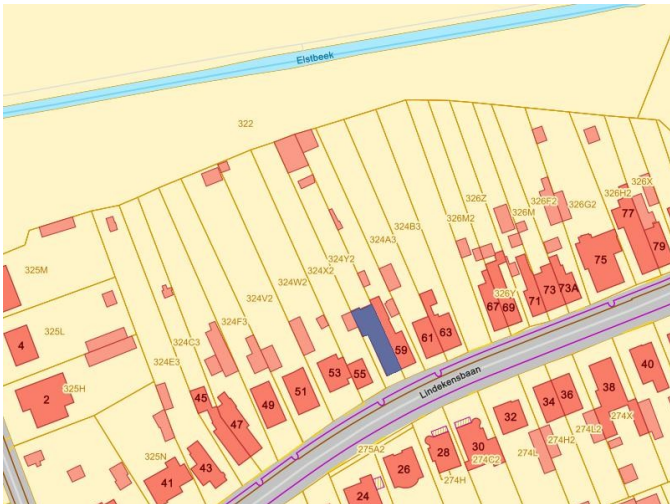 Elstbeek
322
326X
326H2
326F2
326G2
326Z
326M
326M2
324B3
324A3
324Y2
324X2
324W2
324V2
324F3
324C3
324E3
325M
325L
325H
325N
326Y
77
79
75
73
73A
71
67
69
61
63
59
55
53
51
49
47
45
43
41
4
2
Lindekensbaan
40
38
36
34
32
30
28
26
24
275A2
274H
274C2
274L
274H2
274L2
274X